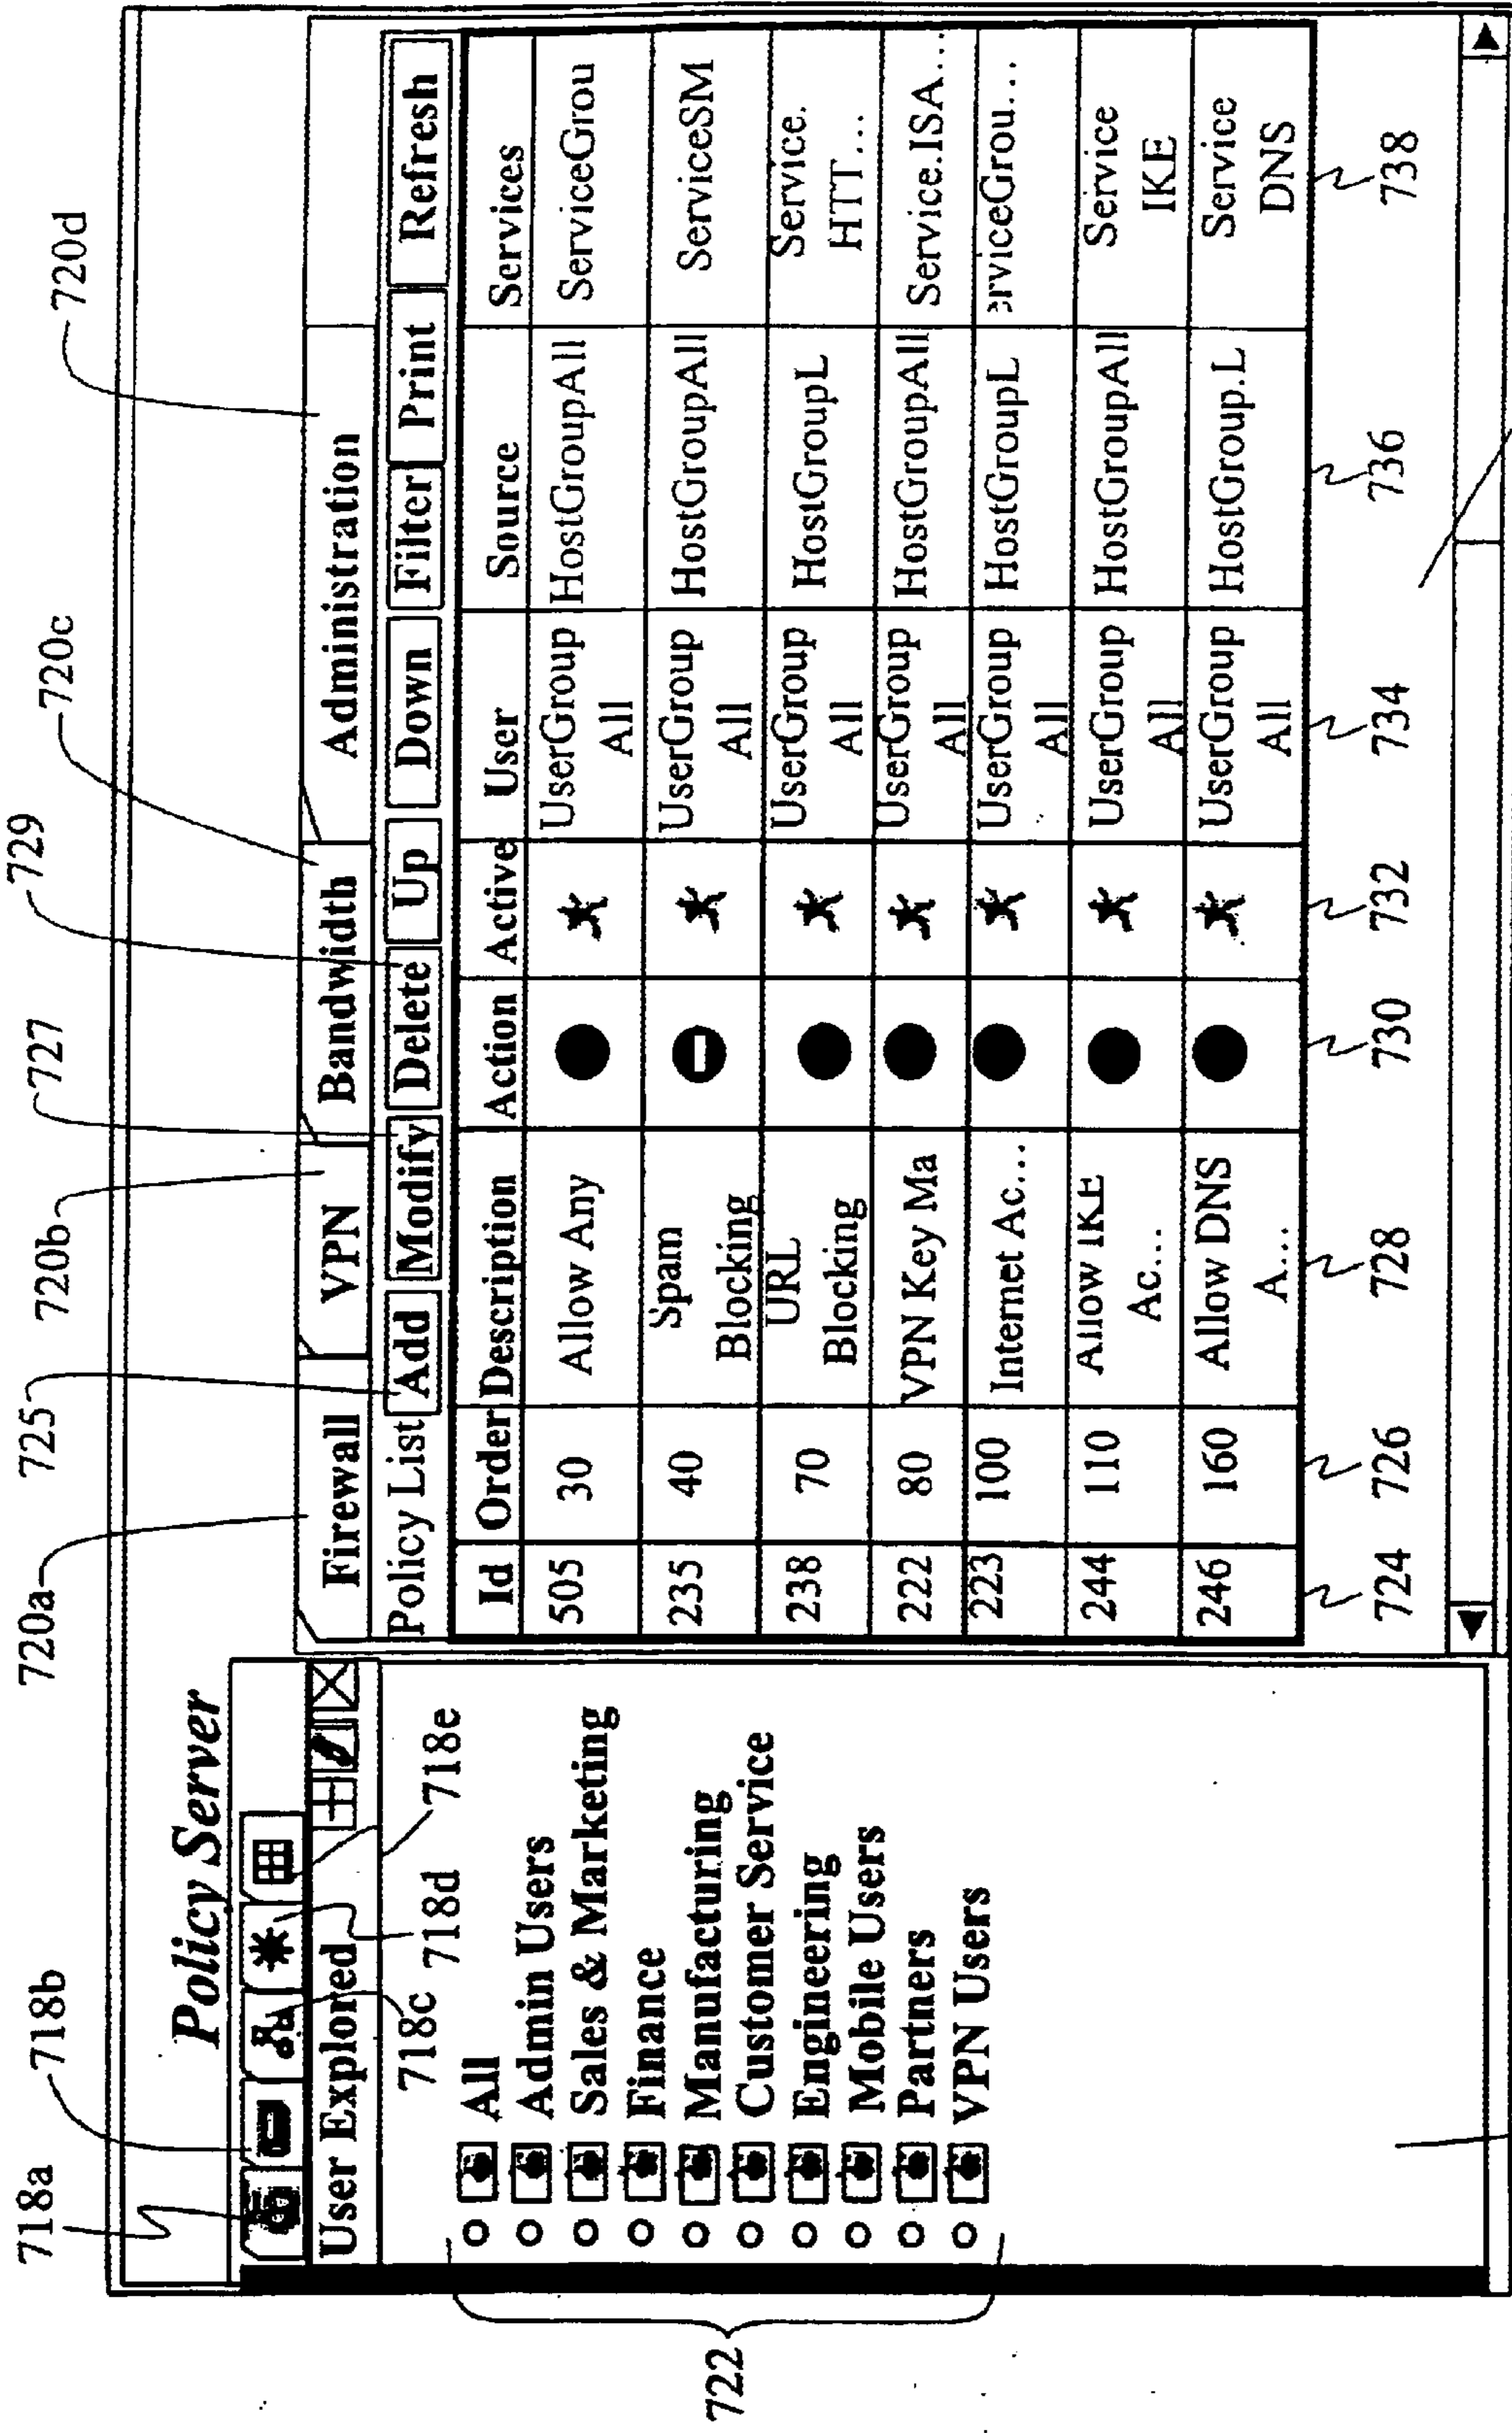 720a 725 720b 727 729 720c 720d
718a 718b
Policy Server
User Explored
718c 718d 718e
All
Admin Users
Sales & Marketing
Finance
Manufacturing
Customer Service
Engineering
Mobile Users
Partners
VPN Users
722
Firewall VPN Bandwidth Administration
Policy List Add Modify Delete Up Down Filter Print Refresh
Id Order Description Action Active User Source Services
505 30 Allow Any UserGroup All HostGroupAll ServiceGrou
235 40 Spam Blocking UserGroup All HostGroupAll ServiceSM
238 70 URL Blocking UserGroup All HostGroupL Service. HTT...
222 80 VPN Key Ma UserGroup All HostGroupAll Service.ISA...
223 100 Internet Ac... UserGroup All HostGroupL erviceGrou...
244 110 Allow IKE Ac... UserGroup All HostGroupAll Service IKE
246 160 Allow DNS A... UserGroup All HostGroup.L Service DNS
724 726 728 730 732 734 736 738